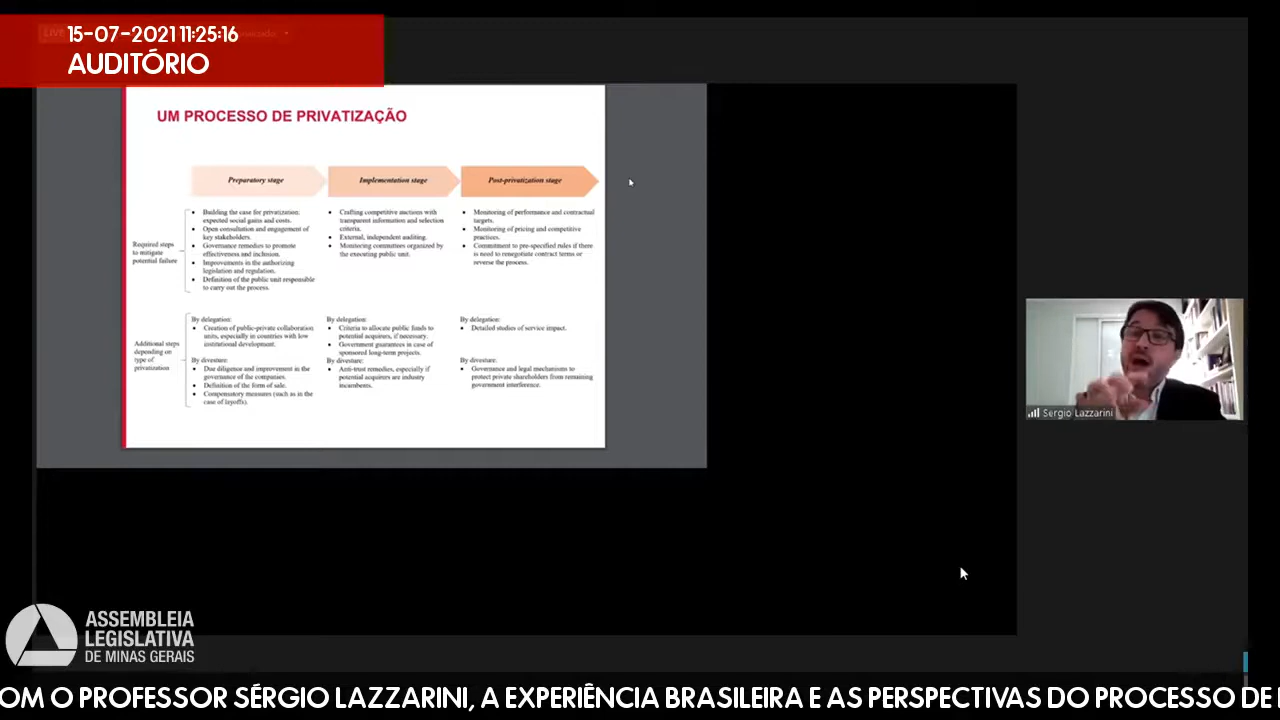 LIVE
15-07-2021 11:25:16
AUDITÓRIO
UM PROCESSO DE PRIVATIZAÇÃO
Preparatory stage
Implementation stage
Post-privatization stage
Required steps
to mitigate
potential failure
• Building the case for privatization:
expected social gains and costs.
• Open consultation and engagement of
key stakeholders.
• Governance remedies to promote
effectiveness and inclusion.
• Improvements in the authorizing
legislation and regulation.
• Definition of the public unit responsible
to carry out the process.
• Crafting competitive auctions with
transparent information and selection
criteria.
• External, independent auditing.
• Monitoring committees organized by
the executing public unit.
• Monitoring of performance and contractual
targets.
• Monitoring of pricing and competitive
practices.
• Commitment to pre-specified rules if there
is need to renegotiate contract terms or
reverse the process.
Additional steps
depending on
type of
privatization
By delegation:
• Creation of public-private collaboration
units, especially in countries with low
institutional development.
By divesture:
• Due diligence and improvement in the
governance of the companies.
• Definition of the form of sale.
• Compensatory measures (such as in the
case of layoffs).
By delegation:
• Criteria to allocate public funds to
potential acquirers, if necessary.
• Government guarantees in case of
sponsored long-term projects.
By divesture:
• Anti-trust remedies, especially if
potential acquirers are industry
incumbents.
By delegation:
• Detailed studies of service impact.
By divesture:
• Governance and legal mechanisms to
protect private shareholders from remaining
government interference.
Sergio Lazzarini
ASSEMBLEIA
LEGISLATIVA
DE MINAS GERAIS
OM O PROFESSOR SÉRGIO LAZZARINI, A EXPERIÊNCIA BRASILEIRA E AS PERSPECTIVAS DO PROCESSO DE